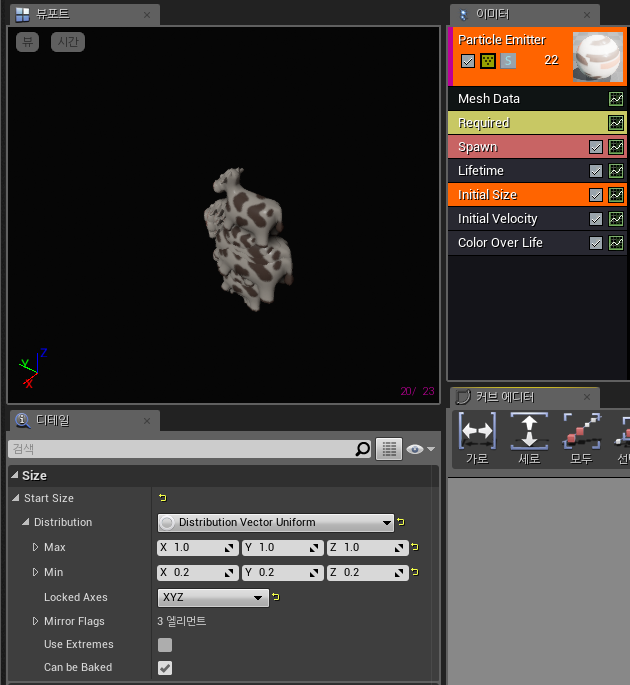 뷰포트
뷰 시간
Z
Y
X
20/ 23
이미터
Particle Emitter
S 22
Mesh Data
Required
Spawn
Lifetime
Initial Size
Initial Velocity
Color Over Life
커브 에디터
가로 세로 모두
디테일
검색
Size
Start Size
Distribution Distribution Vector Uniform
Max X 1.0 Y 1.0 Z 1.0
Min X 0.2 Y 0.2 Z 0.2
Locked Axes XYZ
Mirror Flags 3 엘리먼트
Use Extremes
Can be Baked